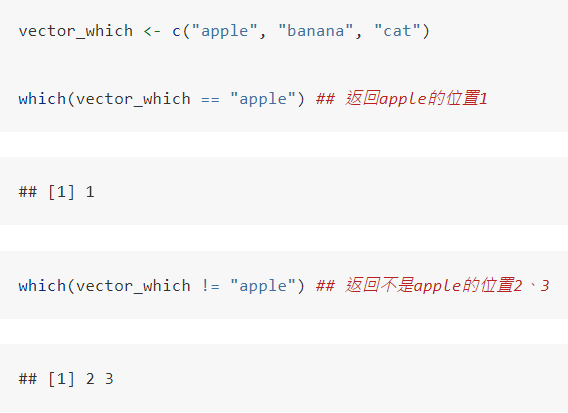 vector_which <- c("apple", "banana", "cat")
which(vector_which == "apple") ## 返回apple的位置1
## [1] 1
which(vector_which != "apple") ## 返回不是apple的位置2、3
## [1] 2 3